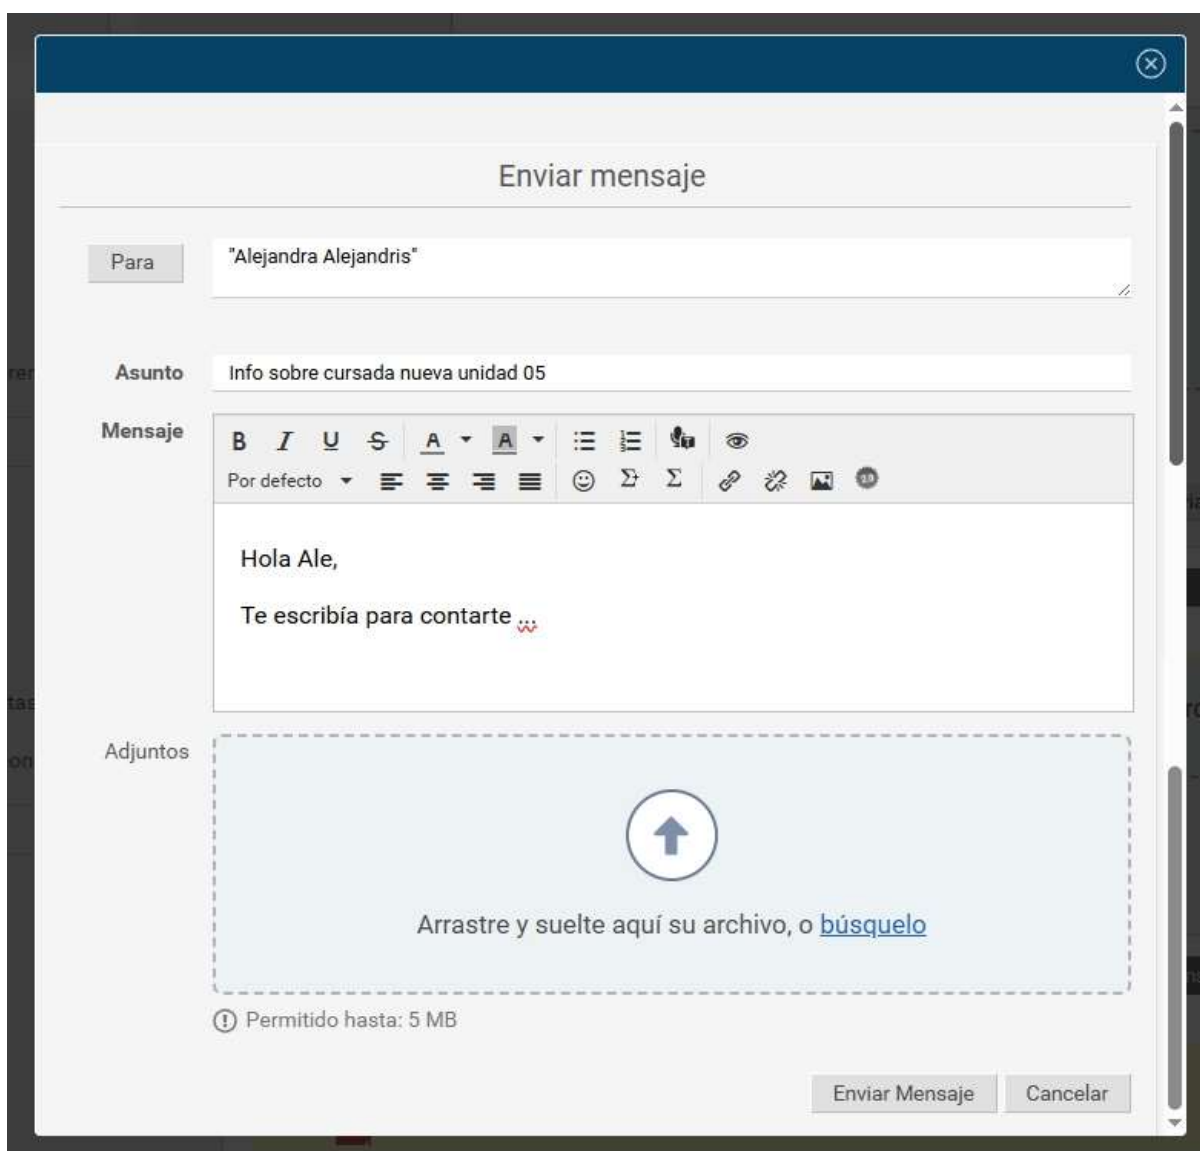 Enviar mensaje
Para
"Alejandra Alejandris"
Asunto
Info sobre cursada nueva unidad 05
Mensaje
B I U S A A
Por defecto Σ+ Σ
Hola Ale,
Te escribía para contarte ...
Adjuntos
Arrastre y suelte aquí su archivo, o búsquelo
Permitido hasta: 5 MB
Enviar Mensaje Cancelar